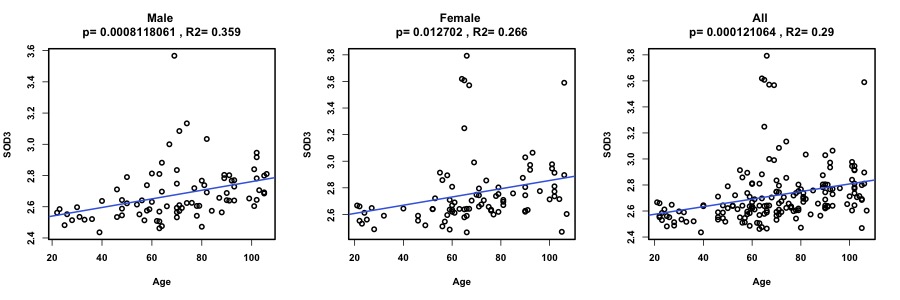 Male
p= 0.0008118061 , R2= 0.359
SOD3
3.6
3.4
3.2
3.0
2.8
2.6
2.4
20 40 60 80 100
Age
Female
p= 0.012702 , R2= 0.266
SOD3
3.8
3.6
3.4
3.2
3.0
2.8
2.6
20 40 60 80 100
Age
All
p= 0.000121064 , R2= 0.29
SOD3
3.8
3.6
3.4
3.2
3.0
2.8
2.6
2.4
20 40 60 80 100
Age